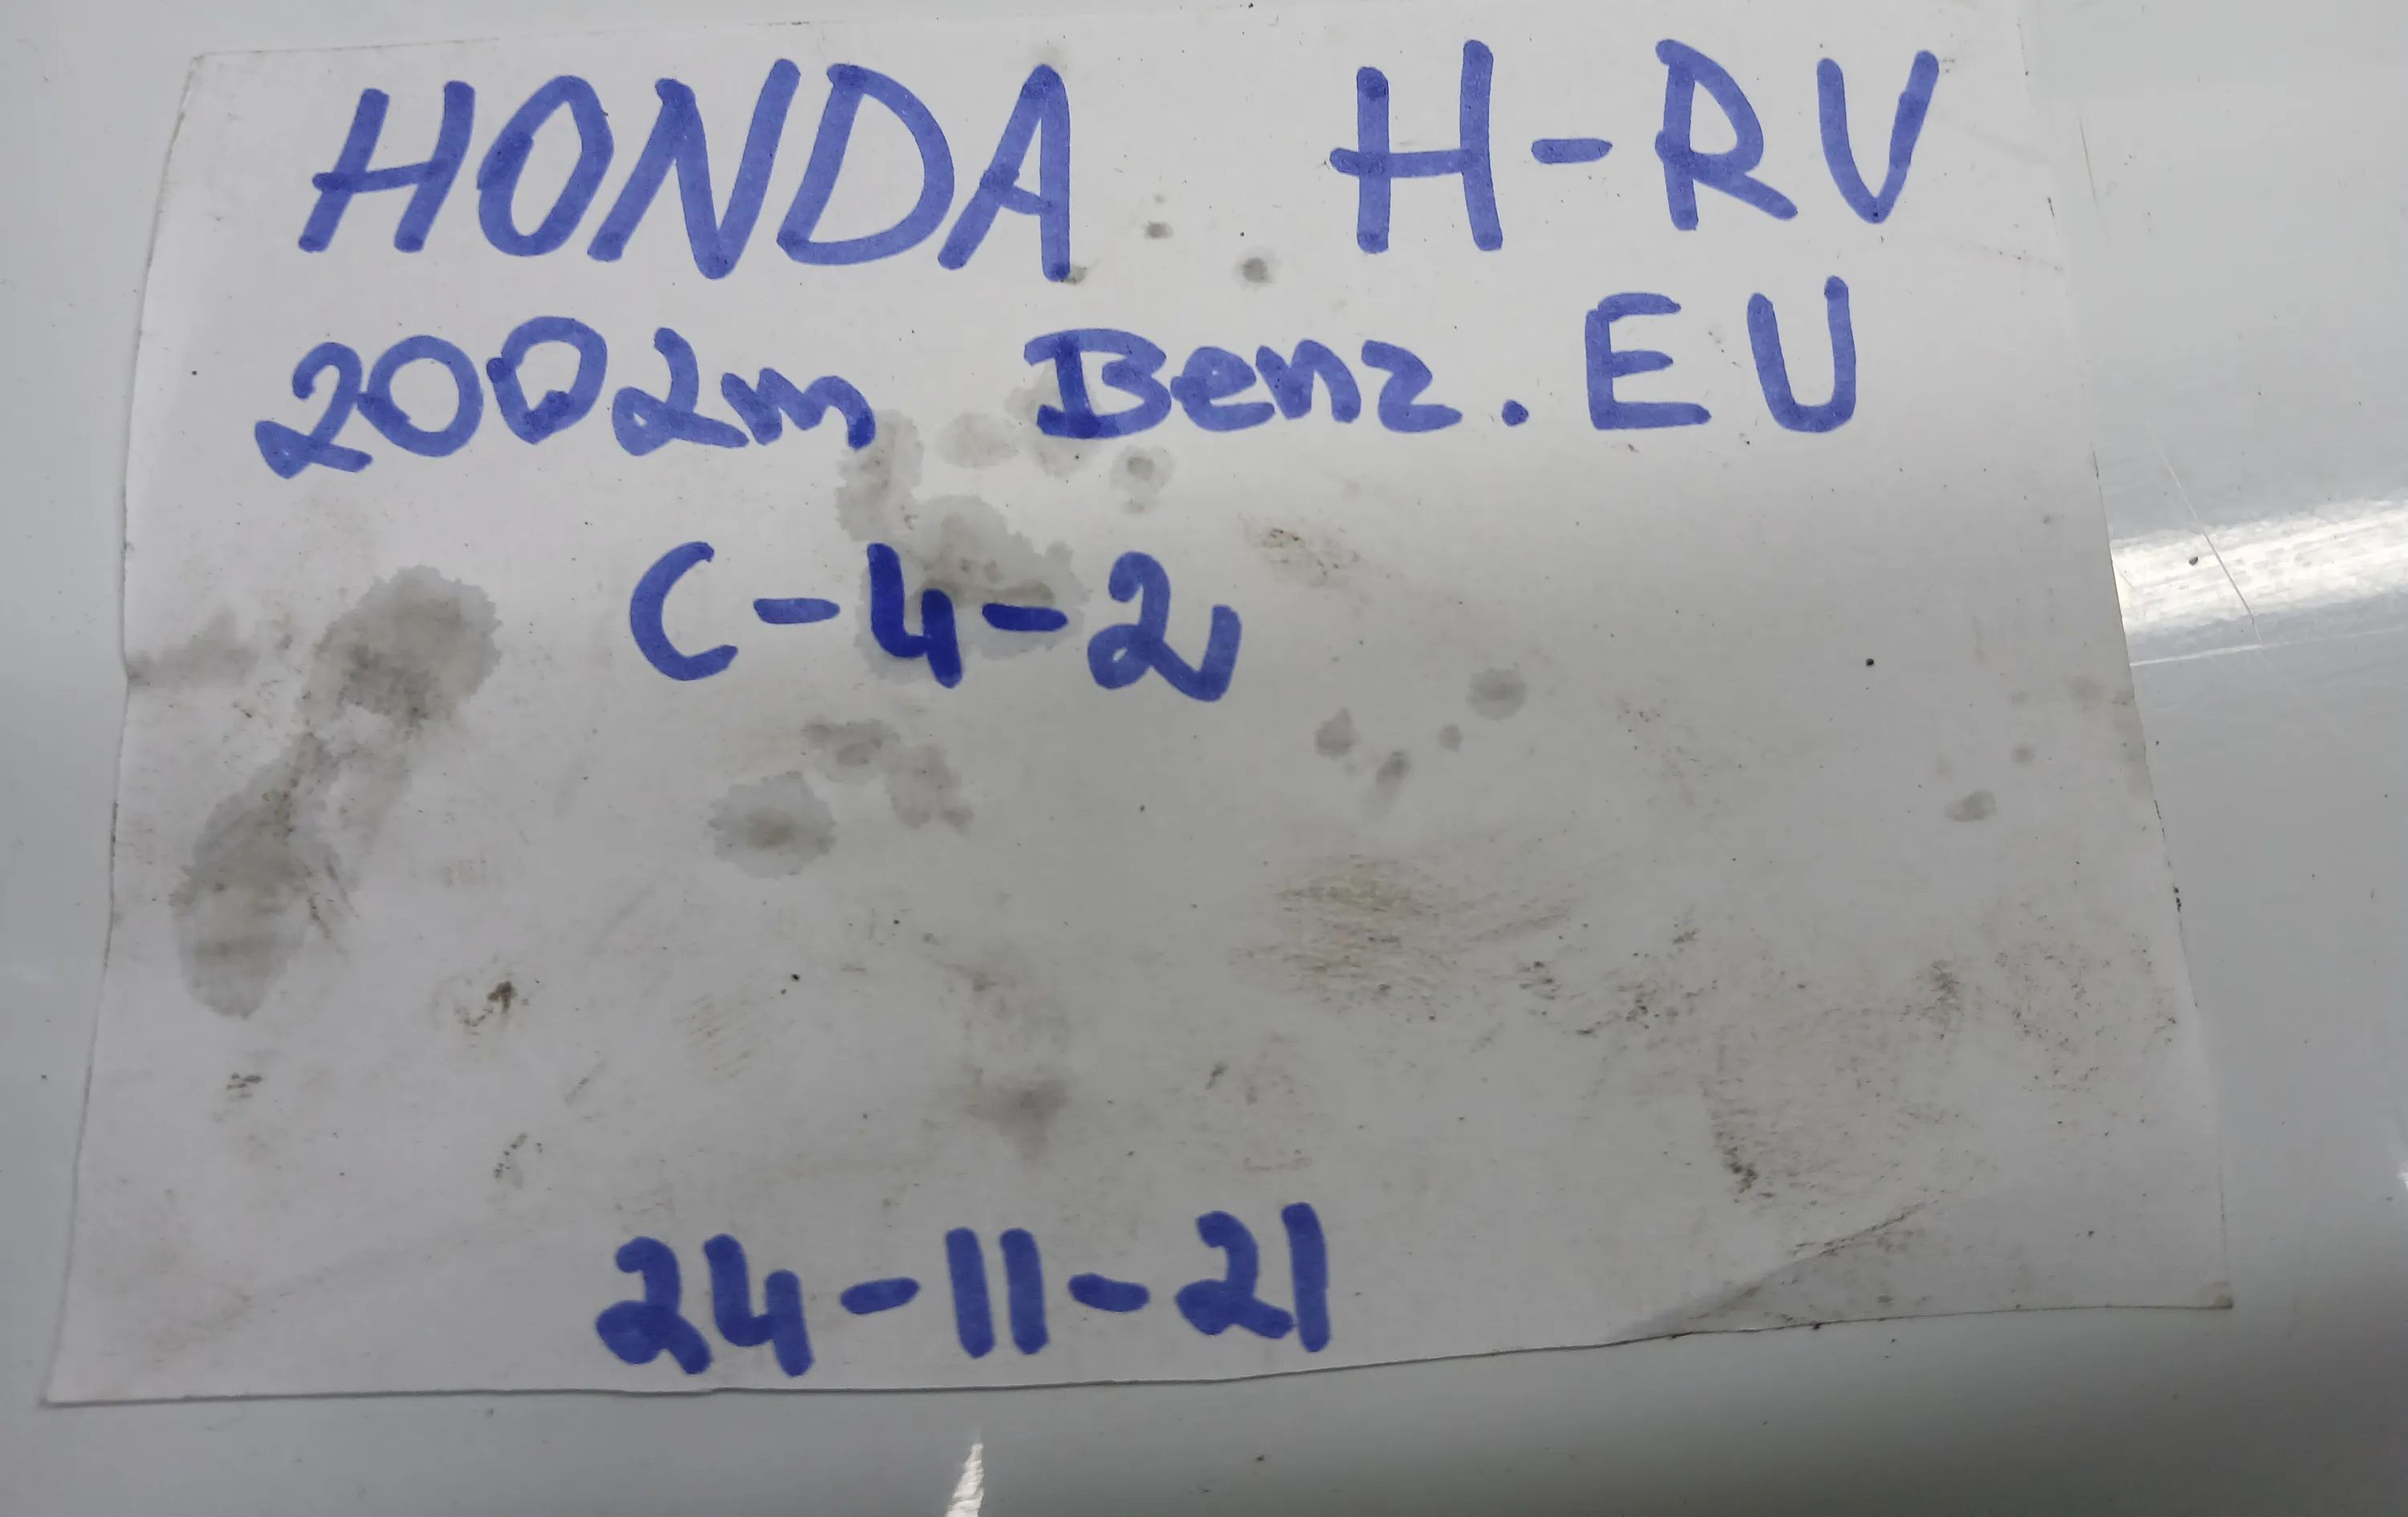 HONDA H-RV
2002m Benz. EU
C-4-2
24-11-21